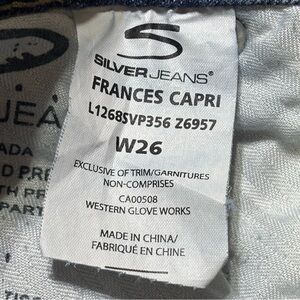 SILVER JEANS®
FRANCES CAPRI
L1268SVP356 Z6957
W26
EXCLUSIVE OF TRIM/GARNITURES
NON-COMPRISES
CA00508
WESTERN GLOVE WORKS
MADE IN CHINA/
FABRIQUÉ EN CHINE